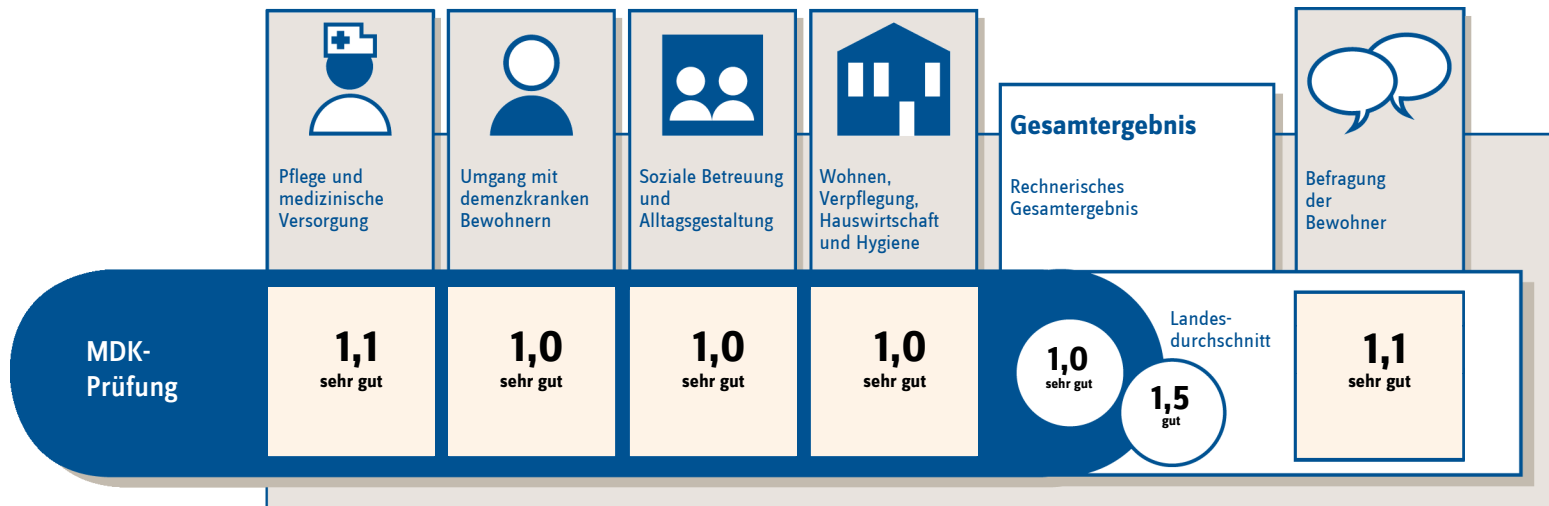 Pflege und
medizinische
Versorgung
Umgang mit
demenzkranken
Bewohnern
Soziale Betreuung
und
Alltagsgestaltung
Wohnen,
Verpflegung,
Hauswirtschaft
und Hygiene
Gesamtergebnis
Rechnerisches
Gesamtergebnis
Befragung
der
Bewohner
MDK-
Prüfung
1,1
sehr gut
1,0
sehr gut
1,0
sehr gut
1,0
sehr gut
1,0
sehr gut
Landes-
durchschnitt
1,5
gut
1,1
sehr gut